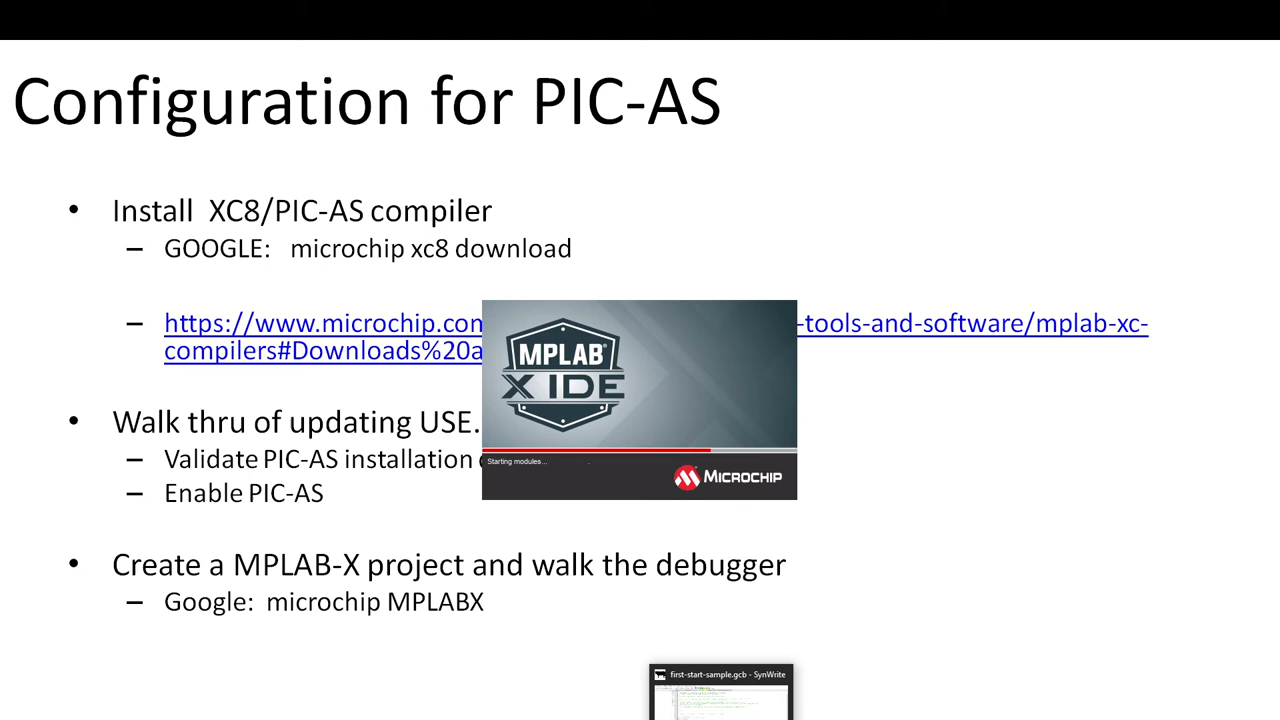 Configuration for PIC-AS
• Install XC8/PIC-AS compiler
– GOOGLE: microchip xc8 download
– https://www.microchip.com -tools-and-software/mplab-xc-
compilers#Downloads%20a
MPLAB®
X IDE
• Walk thru of updating USE.
Starting modules...
– Validate PIC-AS installation
MICROCHIP
– Enable PIC-AS
• Create a MPLAB-X project and walk the debugger
– Google: microchip MPLABX
first-start-sample.gcb - SynWrite